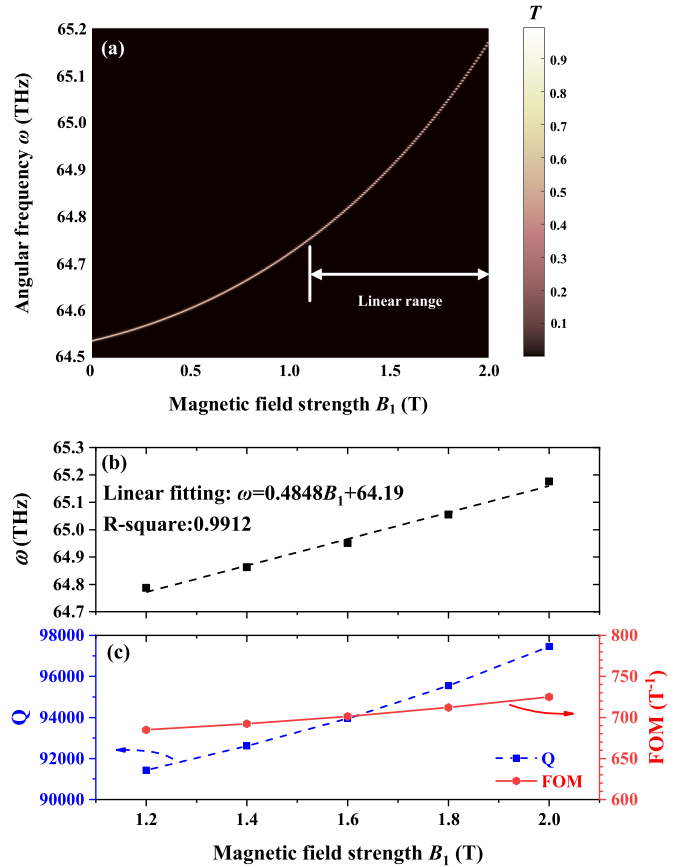 T
65.2
(a)
65.1
65.0
64.9
64.8
64.7
64.6
64.5
Angular frequency ω (THz)
Linear range
0
0.5
1.0
1.5
2.0
Magnetic field strength B₁ (T)
0.9
0.8
0.7
0.6
0.5
0.4
0.3
0.2
0.1
65.3
65.2
65.1
65.0
64.9
64.8
64.7
ω (THz)
(b)
Linear fitting: ω=0.4848B₁+64.19
R-square:0.9912
98000
96000
94000
92000
90000
Q
(c)
800
750
700
650
600
FOM (T⁻¹)
Q
FOM
1.2
1.4
1.6
1.8
2.0
Magnetic field strength B₁ (T)